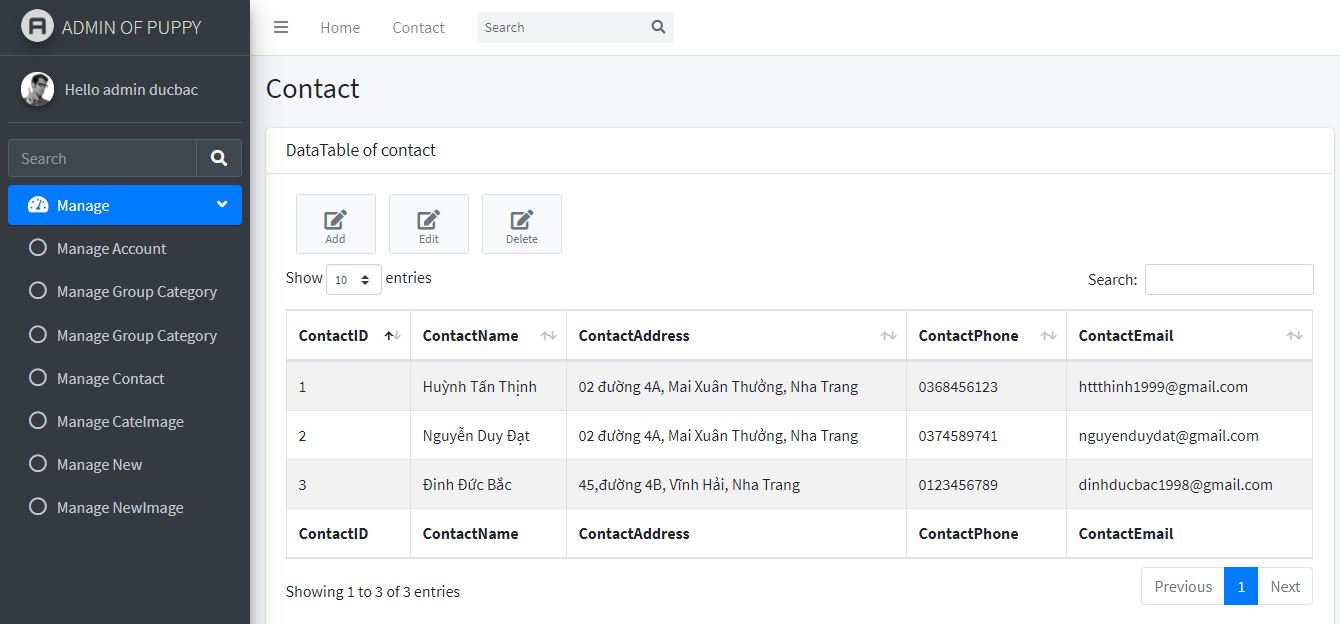 ADMIN OF PUPPY
Hello admin ducbac
Search
Manage
Manage Account
Manage Group Category
Manage Group Category
Manage Contact
Manage CateImage
Manage New
Manage NewImage
Home Contact Search
Contact
DataTable of contact
Add Edit Delete
Show 10 entries Search:
ContactID ContactName ContactAddress ContactPhone ContactEmail
1 Huỳnh Tấn Thịnh 02 đường 4A, Mai Xuân Thưởng, Nha Trang 0368456123 httthinh1999@gmail.com
2 Nguyễn Duy Đạt 02 đường 4A, Mai Xuân Thưởng, Nha Trang 0374589741 nguyenduydat@gmail.com
3 Đinh Đức Bắc 45,đường 4B, Vĩnh Hải, Nha Trang 0123456789 dinhducbac1998@gmail.com
ContactID ContactName ContactAddress ContactPhone ContactEmail
Showing 1 to 3 of 3 entries Previous 1 Next